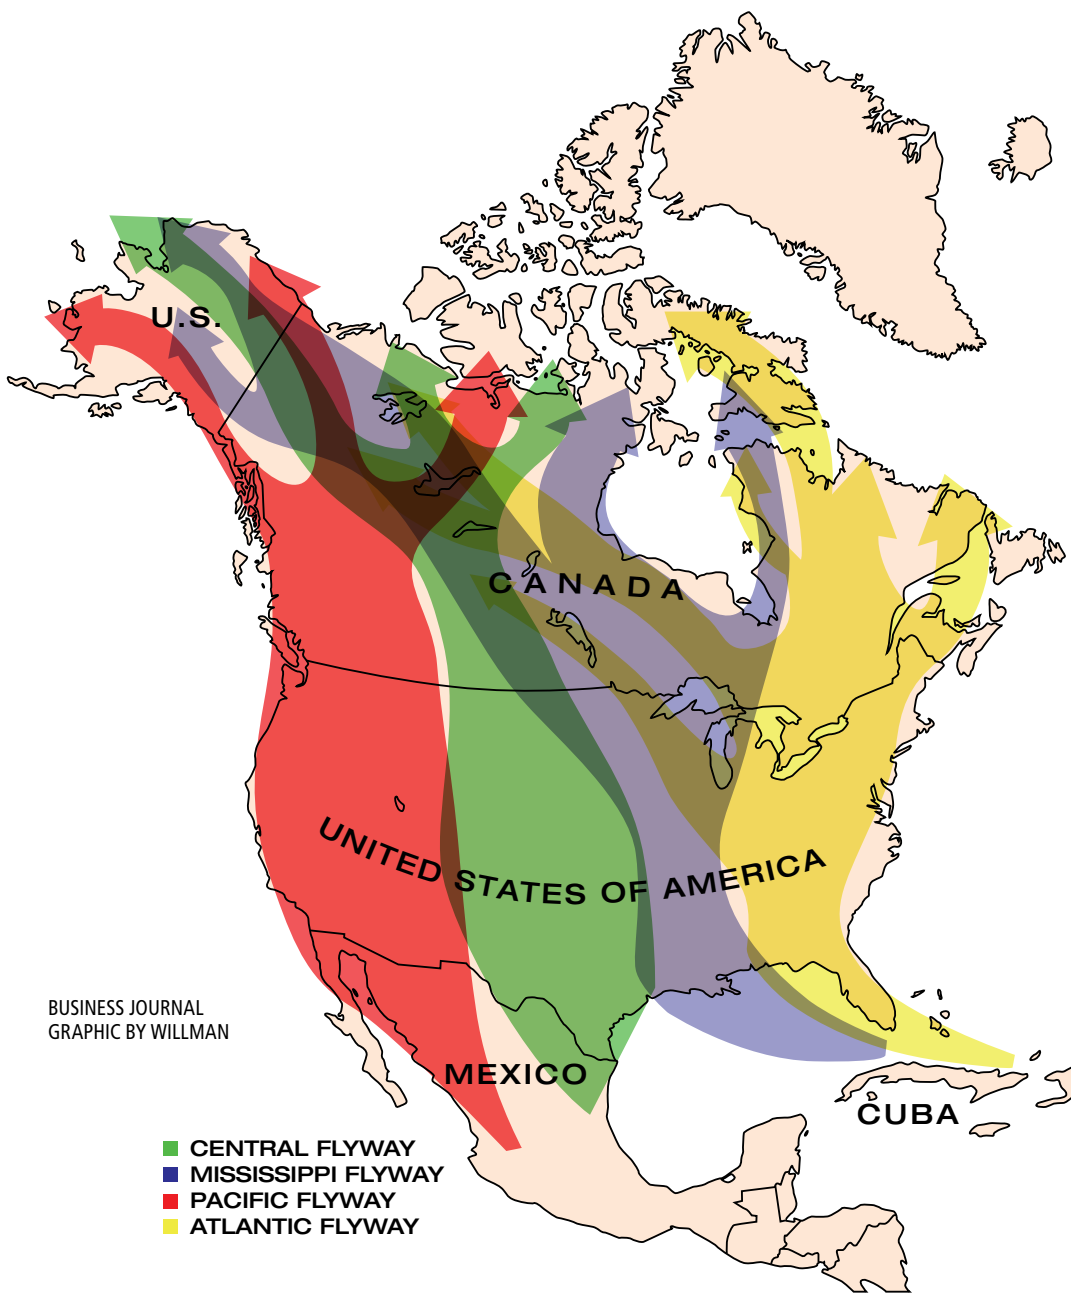 U.S.
CANADA
UNITED STATES OF AMERICA
BUSINESS JOURNAL
GRAPHIC BY WILLMAN
MEXICO
CUBA
CENTRAL FLYWAY
MISSISSIPPI FLYWAY
PACIFIC FLYWAY
ATLANTIC FLYWAY